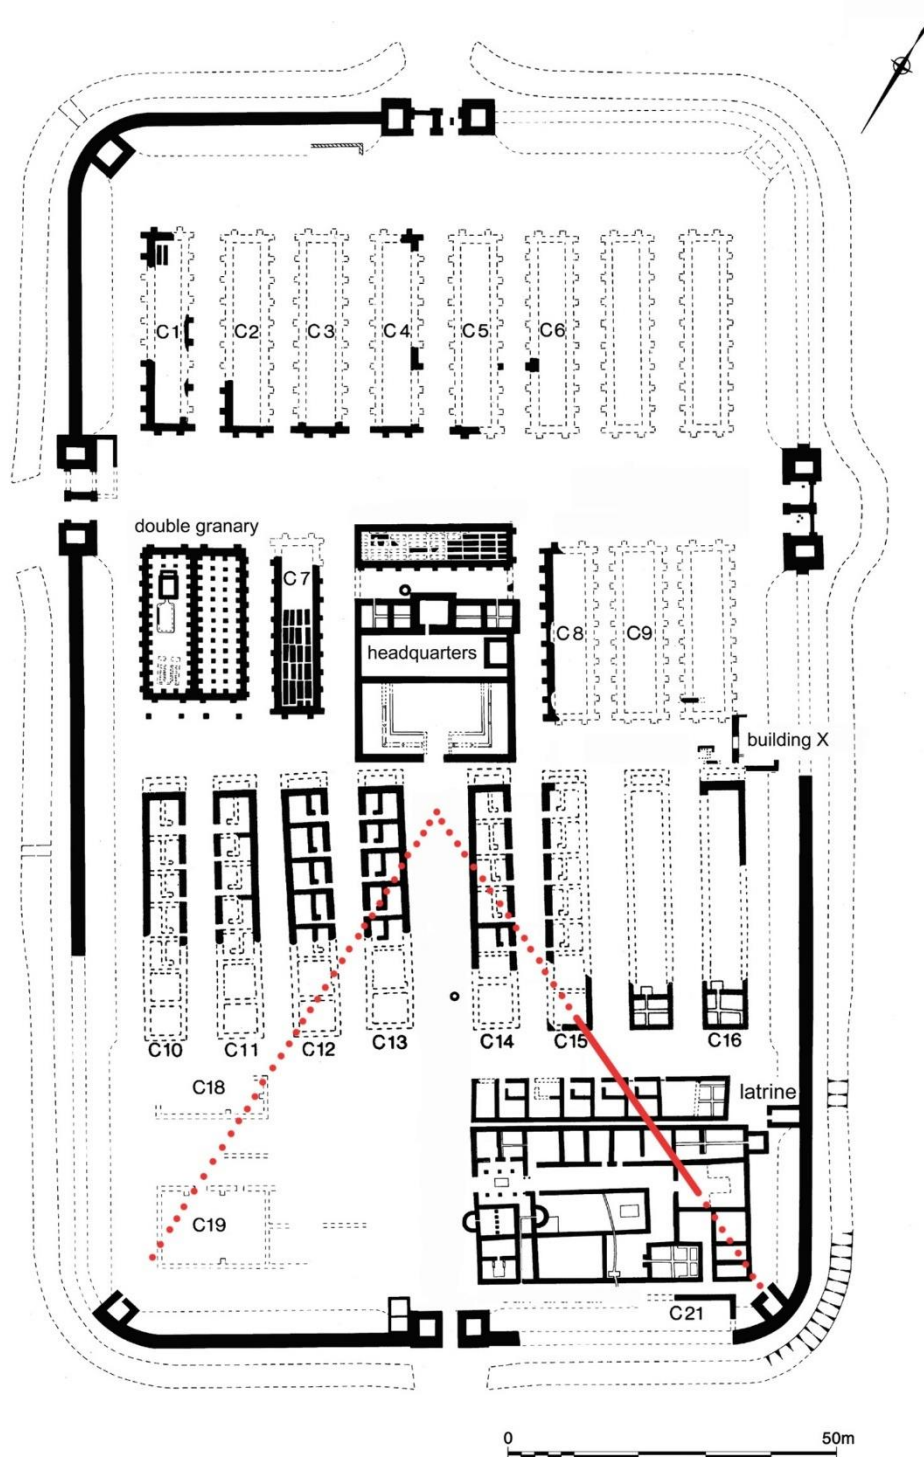 C1
C2
C3
C4
C5
C6
double granary
C7
headquarters
C8
C9
building X
C10
C11
C12
C13
C14
C15
C16
C18
latrine
C19
C21
0
50m